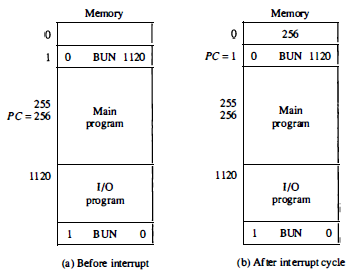 Memory
0
1 0 BUN 1120
255
PC = 256
Main
program
1120
I/O
program
1 BUN 0
(a) Before interrupt
Memory
0 256
PC = 1 0 BUN 1120
255
256
Main
program
1120
I/O
program
1 BUN 0
(b) After interrupt cycle